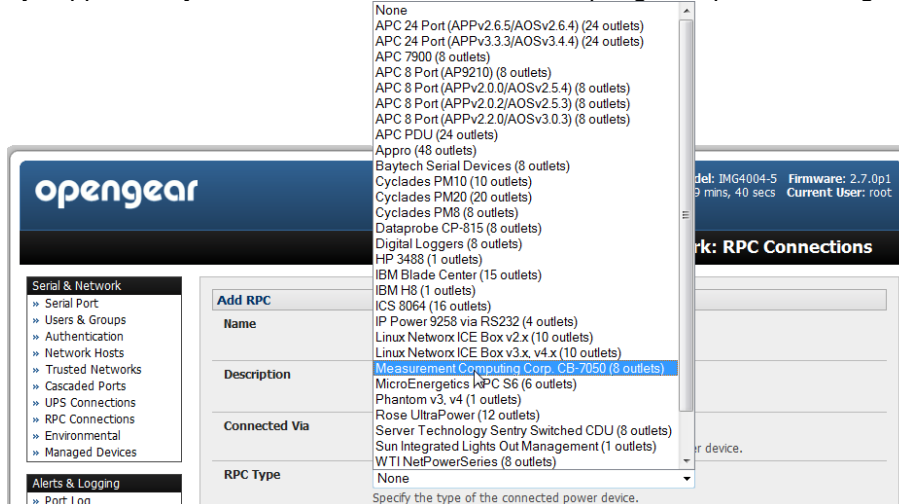 None
APC 24 Port (APPv2.6.5/AOSv2.6.4) (24 outlets)
APC 24 Port (APPv3.3.3/AOSv3.4.4) (24 outlets)
APC 7900 (8 outlets)
APC 8 Port (AP9210) (8 outlets)
APC 8 Port (APPv2.0.0/AOSv2.5.4) (8 outlets)
APC 8 Port (APPv2.0.2/AOSv2.5.3) (8 outlets)
APC 8 Port (APPv2.2.0/AOSv3.0.3) (8 outlets)
APC PDU (24 outlets)
Appro (48 outlets)
Baytech Serial Devices (8 outlets)
Cyclades PM10 (10 outlets)
Cyclades PM20 (20 outlets)
Cyclades PM8 (8 outlets)
Dataprobe CP-815 (8 outlets)
Digital Loggers (8 outlets)
HP 3488 (1 outlets)
IBM Blade Center (15 outlets)
IBM H8 (1 outlets)
ICS 8064 (16 outlets)
IP Power 9258 via RS232 (4 outlets)
Linux Networx ICE Box v2.x (10 outlets)
Linux Networx ICE Box v3.x, v4.x (10 outlets)
Measurement Computing Corp. CB-7050 (8 outlets)
MicroEnergetics PC S6 (6 outlets)
Phantom v3, v4 (1 outlets)
Rose UltraPower (12 outlets)
Server Technology Sentry Switched CDU (8 outlets)
Sun Integrated Lights Out Management (1 outlets)
WTI NetPowerSeries (8 outlets)
None
Specify the type of the connected power device.
opengear
del: IMG4004-5 Firmware: 2.7.0p1
9 mins, 40 secs Current User: root
rk: RPC Connections
Serial & Network
» Serial Port
» Users & Groups
» Authentication
» Network Hosts
» Trusted Networks
» Cascaded Ports
» UPS Connections
» RPC Connections
» Environmental
» Managed Devices
Alerts & Logging
» Port Log
Add RPC
Name
Description
Connected Via
er device.
RPC Type